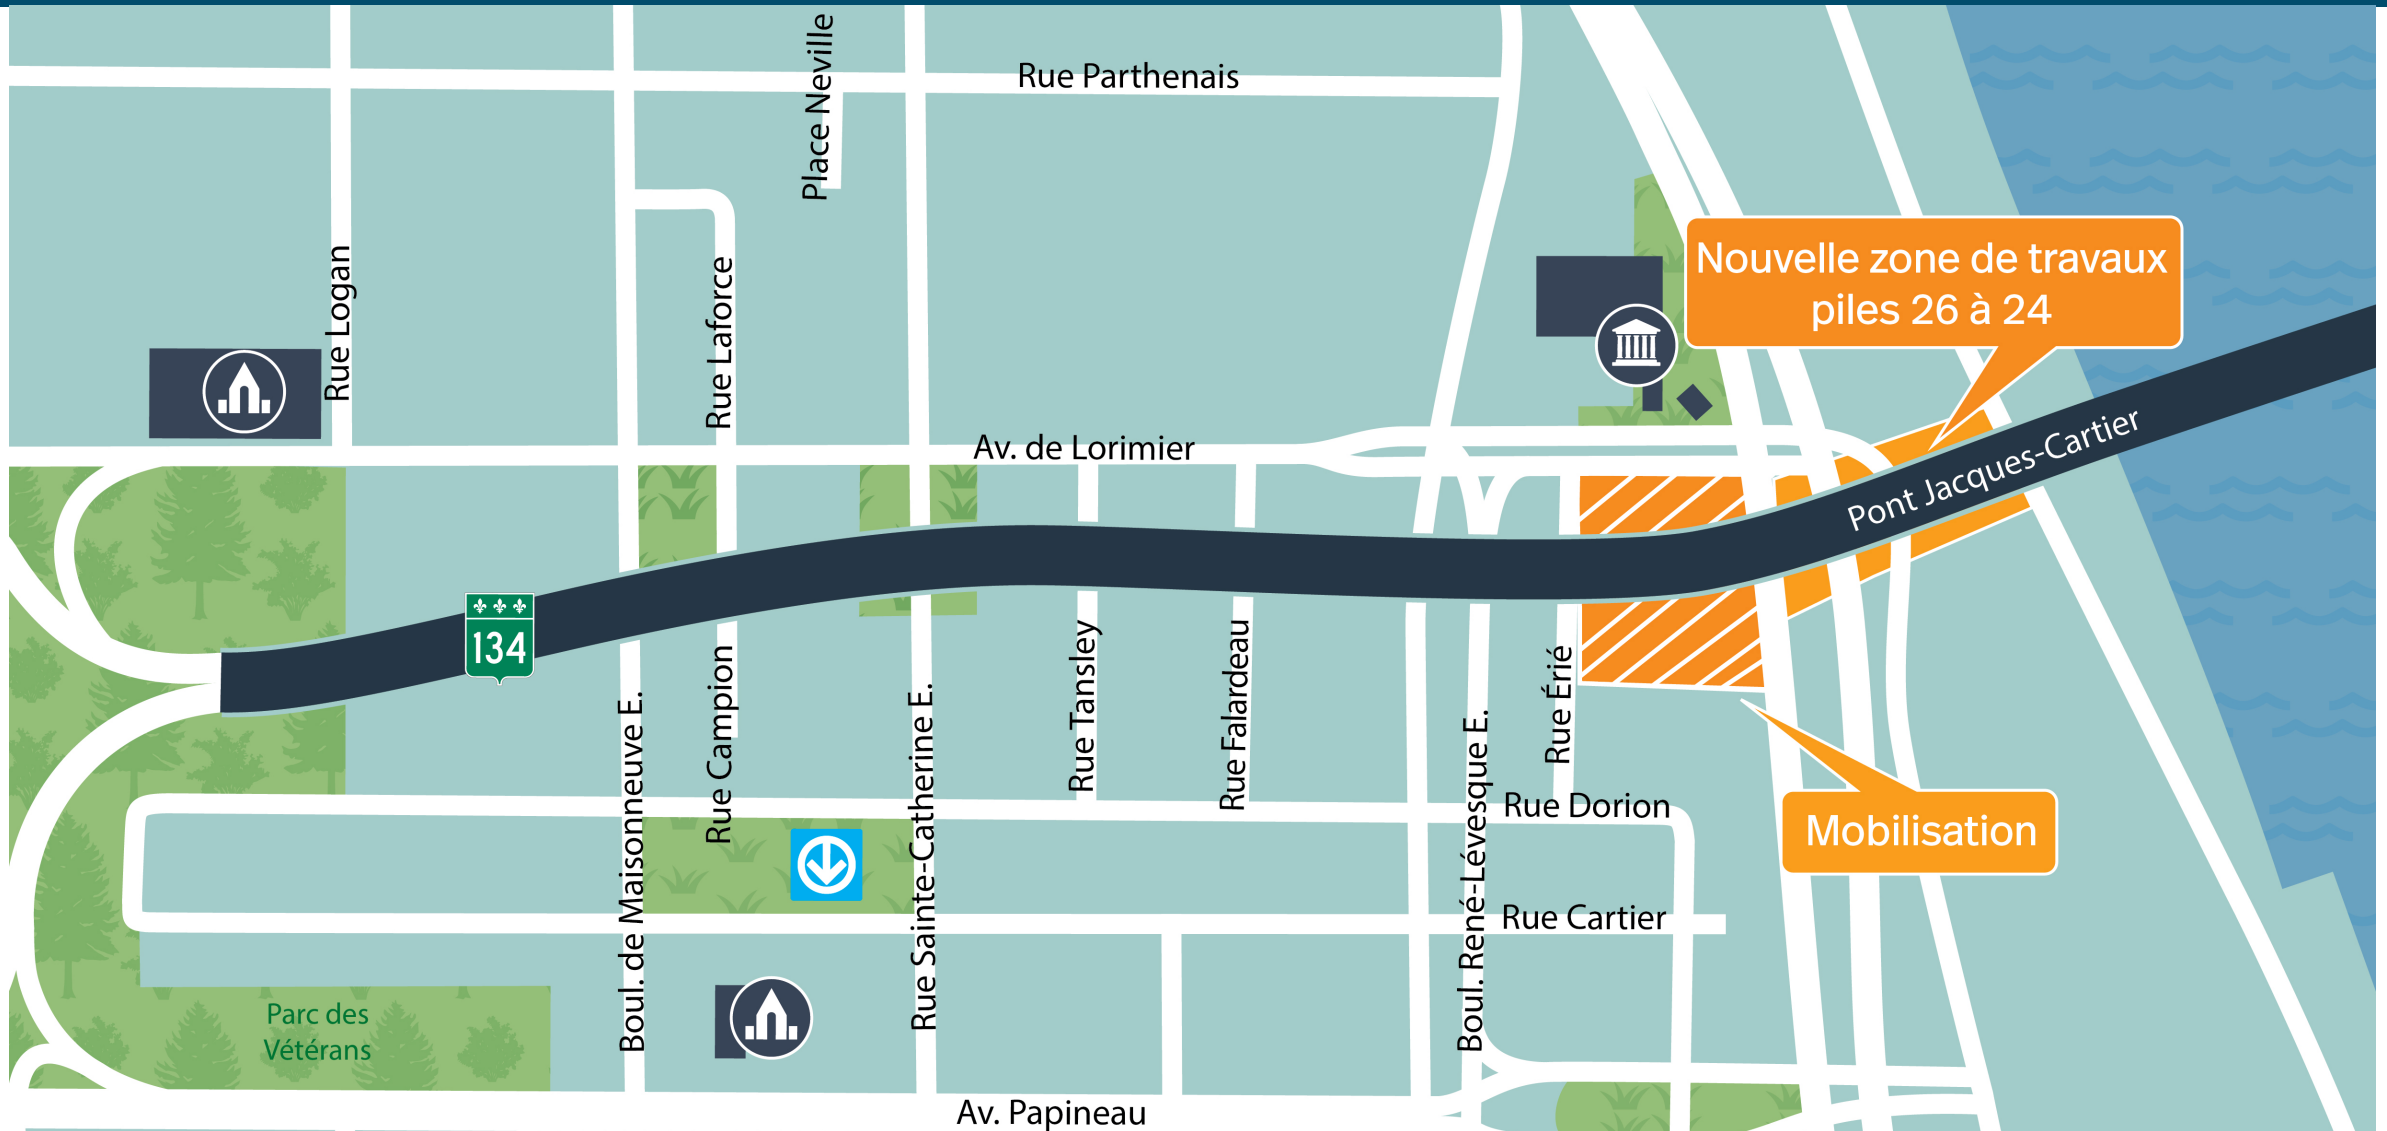 Place Neville
Rue Parthenais
Rue Logan
Rue Laforce
Nouvelle zone de travaux
piles 26 à 24
Av. de Lorimier
Pont Jacques-Cartier
134
Boul. de Maisonneuve E.
Rue Campion
Rue Sainte-Catherine E.
Rue Tansley
Rue Falardeau
Boul. René-Lévesque E.
Rue Érié
Rue Dorion
Mobilisation
Rue Cartier
Parc des
Vétérans
Av. Papineau